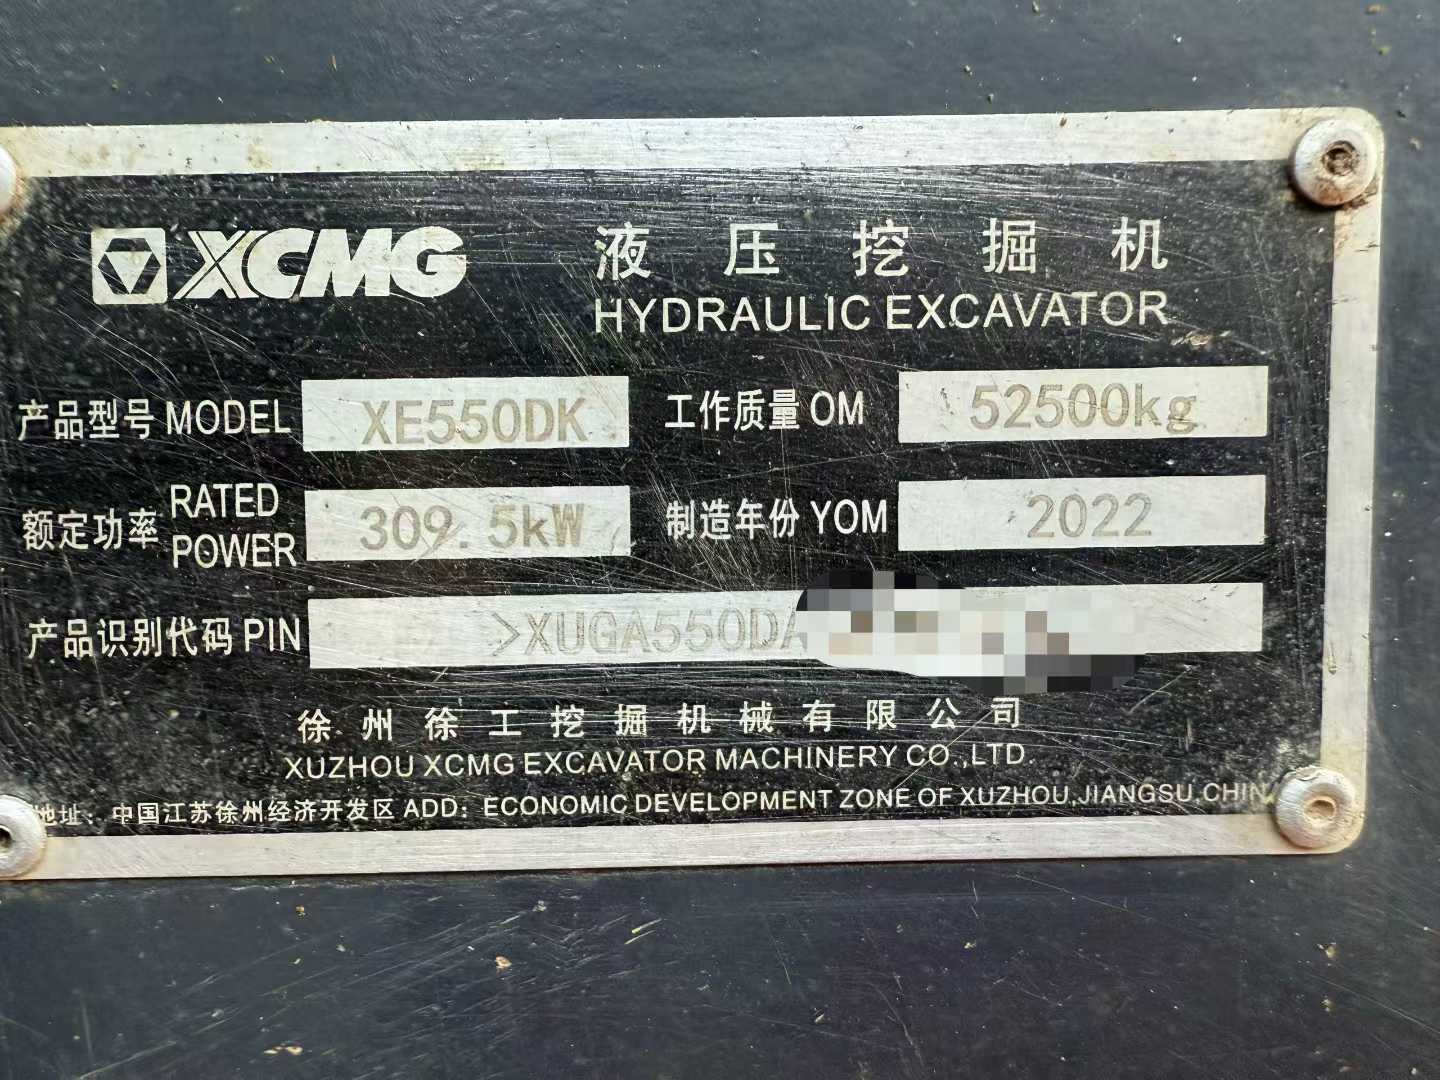 XCMG 液压挖掘机
HYDRAULIC EXCAVATOR
产品型号 MODEL XE550DK 工作质量 OM 52500kg
额定功率 RATED POWER 309.5kW 制造年份 YOM 2022
产品识别代码 PIN >XUGA550DA
徐州徐工挖掘机械有限公司
XUZHOU XCMG EXCAVATOR MACHINERY CO.,LTD.
地址：中国江苏徐州经济开发区 ADD: ECONOMIC DEVELOPMENT ZONE OF XUZHOU,JIANGSU,CHIN